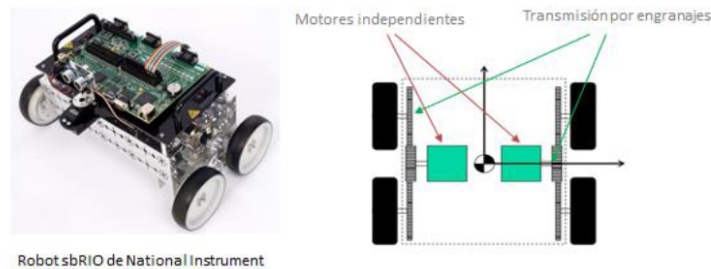 Motores independientes
Transmisión por engranajes
Robot sbRIO de National Instrument